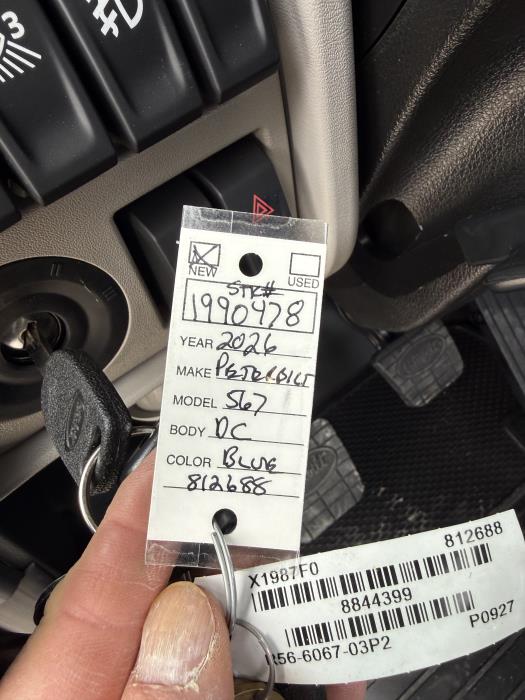 3
NEW
USED
STK#
1990478
YEAR 2026
MAKE PETERBILT
MODEL 567
BODY DC
COLOR BLUE
812688
X1987F0
812688
8844399
R56-6067-03P2
P0927